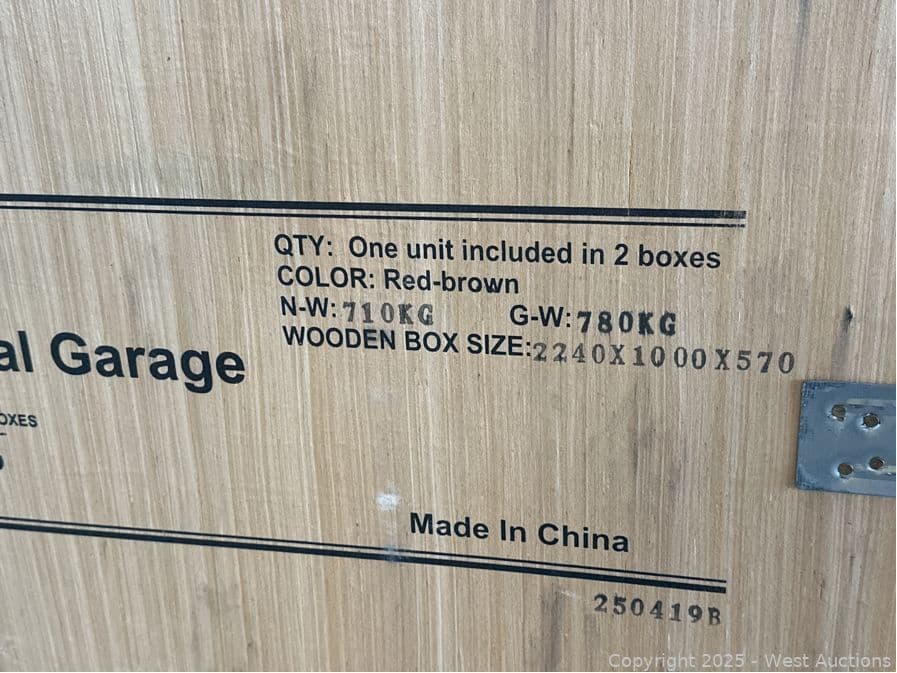 QTY: One unit included in 2 boxes
COLOR: Red-brown
N-W:710KG G-W:780KG
WOODEN BOX SIZE:2240X1000X570
al Garage
OXES
Made In China
250419B
Copyright 2025 - West Auctions